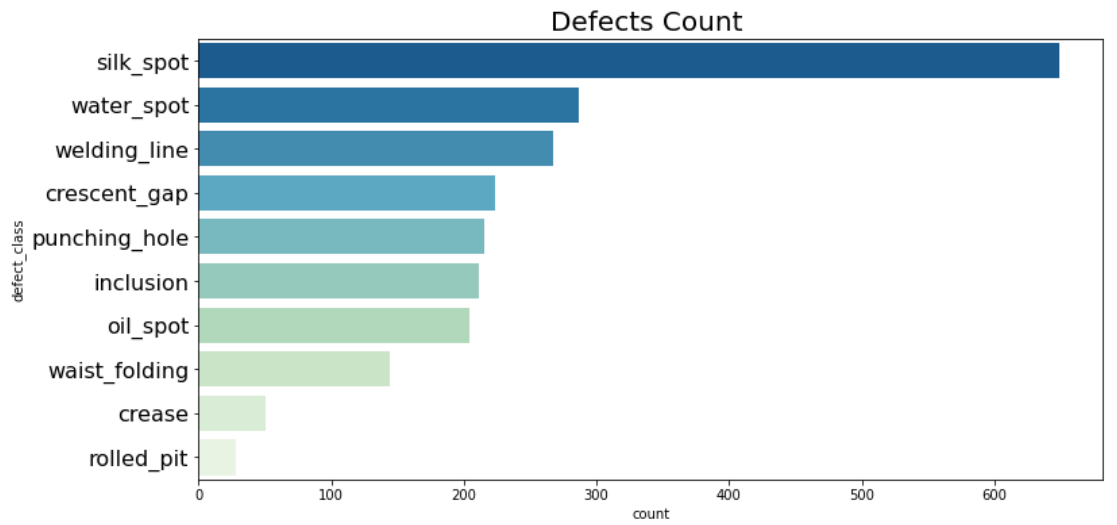 Defects Count
silk_spot
water_spot
welding_line
crescent_gap
punching_hole
inclusion
oil_spot
waist_folding
crease
rolled_pit
defect_class
0 100 200 300 400 500 600
count